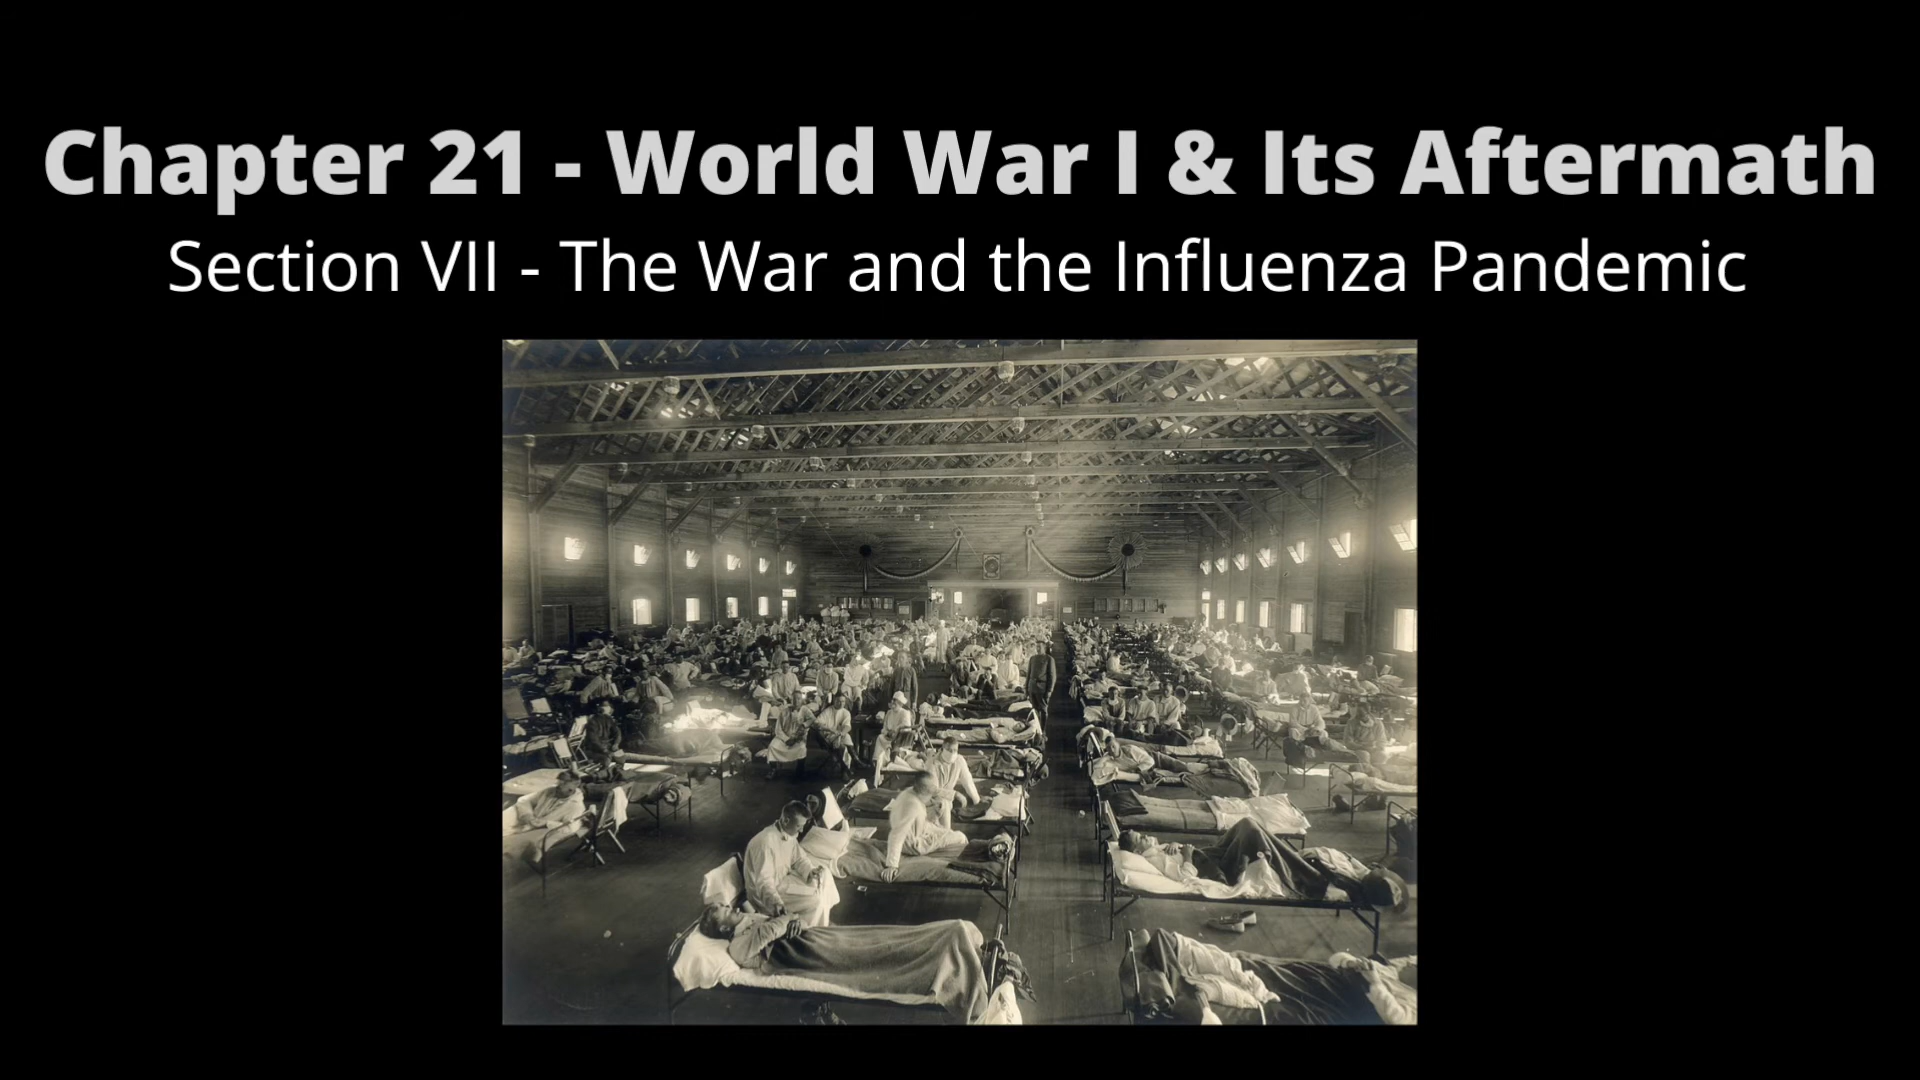 Chapter 21 - World War I & Its Aftermath
Section VII - The War and the Influenza Pandemic